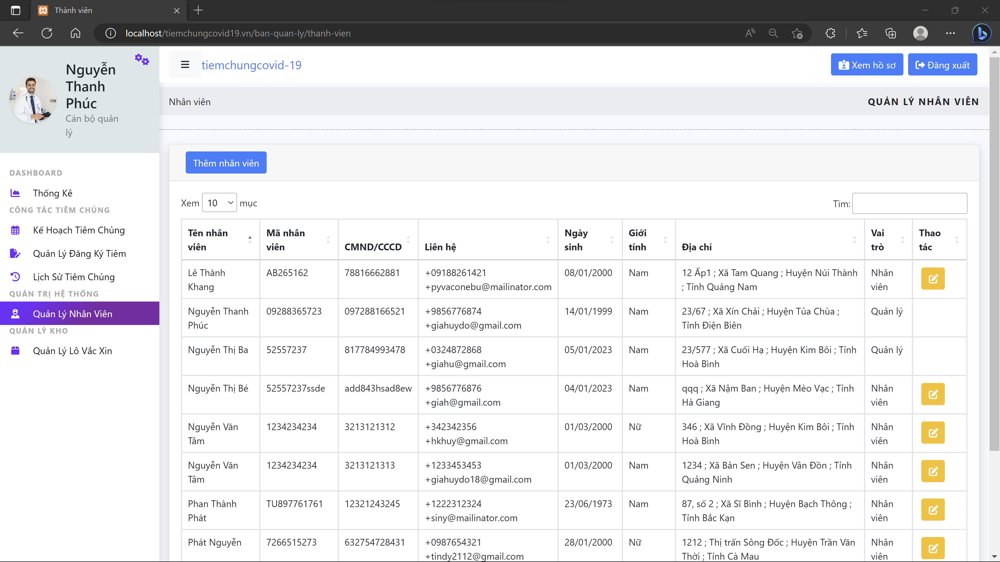 Thành viên
localhost/tiemchungcovid19.vn/ban-quan-ly/thanh-vien
Nguyễn
Thanh
Phúc
Cán bộ quản
lý
DASHBOARD
Thống Kê
CÔNG TÁC TIÊM CHỦNG
Kế Hoạch Tiêm Chủng
Quản Lý Đăng Ký Tiêm
Lịch Sử Tiêm Chủng
QUẢN TRỊ HỆ THỐNG
Quản Lý Nhân Viên
QUẢN LÝ KHO
Quản Lý Lô Vắc Xin
tiemchungcovid-19
Xem hồ sơ
Đăng xuất
Nhân viên
QUẢN LÝ NHÂN VIÊN
Thêm nhân viên
Xem 10 mục
Tìm:
Tên nhân
viên
Mã nhân
viên
CMND/CCCD
Liên hệ
Ngày
sinh
Giới
tính
Địa chỉ
Vai
trò
Thao
tác
Lê Thành
Khang
AB265162
78816662881
+09188261421
+pyvaconebu@mailinator.com
08/01/2000
Nam
12 Ấp1 ; Xã Tam Quang ; Huyện Núi Thành
; Tỉnh Quảng Nam
Nhân
viên
Nguyễn Thanh
Phúc
09288365723
097288166521
+9856776874
+giahuydo@gmail.com
14/01/1999
Nam
23/67 ; Xã Xín Chải ; Huyện Tủa Chùa ;
Tỉnh Điện Biên
Quản lý
Nguyễn Thị Ba
52557237
817784993478
+0324872868
+giahu@gmail.com
05/01/2023
Nam
23/577 ; Xã Cuối Hạ ; Huyện Kim Bôi ; Tỉnh
Hoà Bình
Quản lý
Nguyễn Thị Bé
52557237ssde
add843hsad8ew
+9856776876
+giah@gmail.com
04/01/2023
Nam
qqq ; Xã Nậm Ban ; Huyện Mèo Vạc ; Tỉnh
Hà Giang
Nhân
viên
Nguyễn Văn
Tâm
1234234234
3213121312
+342342356
+hkhuy@gmail.com
01/03/2000
Nữ
346 ; Xã Vĩnh Đồng ; Huyện Kim Bôi ; Tỉnh
Hoà Bình
Nhân
viên
Nguyễn Văn
Tâm
1234234234
3213121313
+1233453453
+giahuydo18@gmail.com
01/03/2000
Nam
1234 ; Xã Bản Sen ; Huyện Vân Đồn ; Tỉnh
Quảng Ninh
Nhân
viên
Phan Thành
Phát
TU897761761
12321243245
+1222312324
+siny@mailinator.com
23/06/1973
Nam
87, số 2 ; Xã Sĩ Bình ; Huyện Bạch Thông ;
Tỉnh Bắc Kạn
Nhân
viên
Phát Nguyễn
7266515273
632754728431
+0987654321
+tindy2112@gmail.com
28/01/2000
Nữ
1212 ; Thị trấn Sông Đốc ; Huyện Trần Văn
Thời ; Tỉnh Cà Mau
Nhân
viên